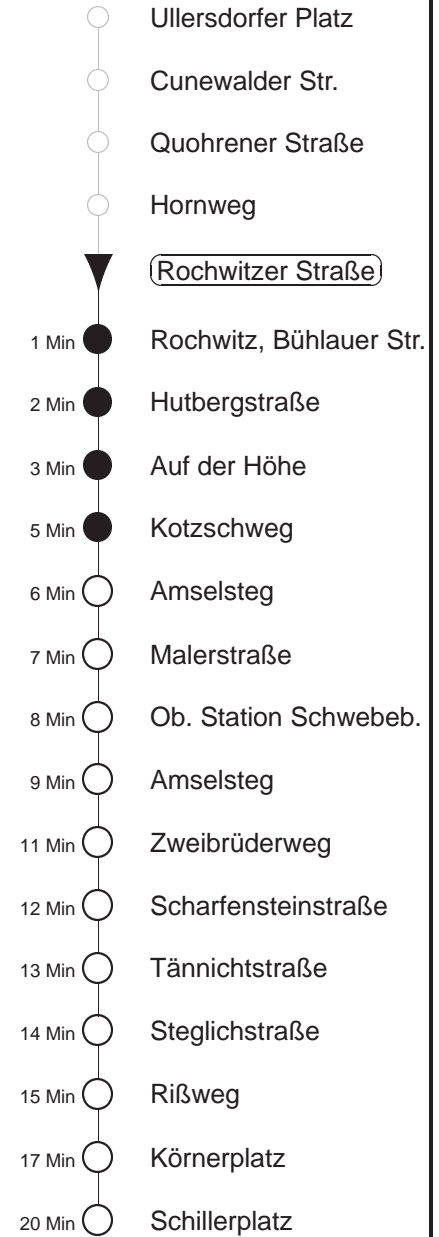 Ullersdorfer Platz
Cunewalder Str.
Quohrener Straße
Hornweg
Rochwitzer Straße
1 Min Rochwitz, Bühlauer Str.
2 Min Hutbergstraße
3 Min Auf der Höhe
5 Min Kotzschweg
6 Min Amselsteg
7 Min Malerstraße
8 Min Ob. Station Schwebeb.
9 Min Amselsteg
11 Min Zweibrüderweg
12 Min Scharfensteinstraße
13 Min Tännichtstraße
14 Min Steglichstraße
15 Min Rißweg
17 Min Körnerplatz
20 Min Schillerplatz